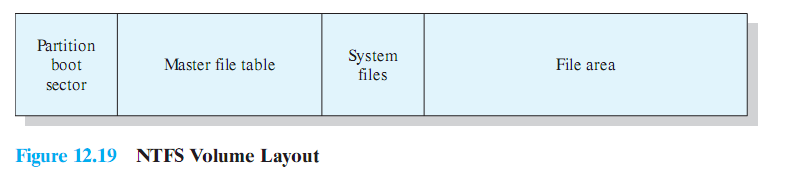 Partition
boot
sector
Master file table
System
files
File area
Figure 12.19 NTFS Volume Layout